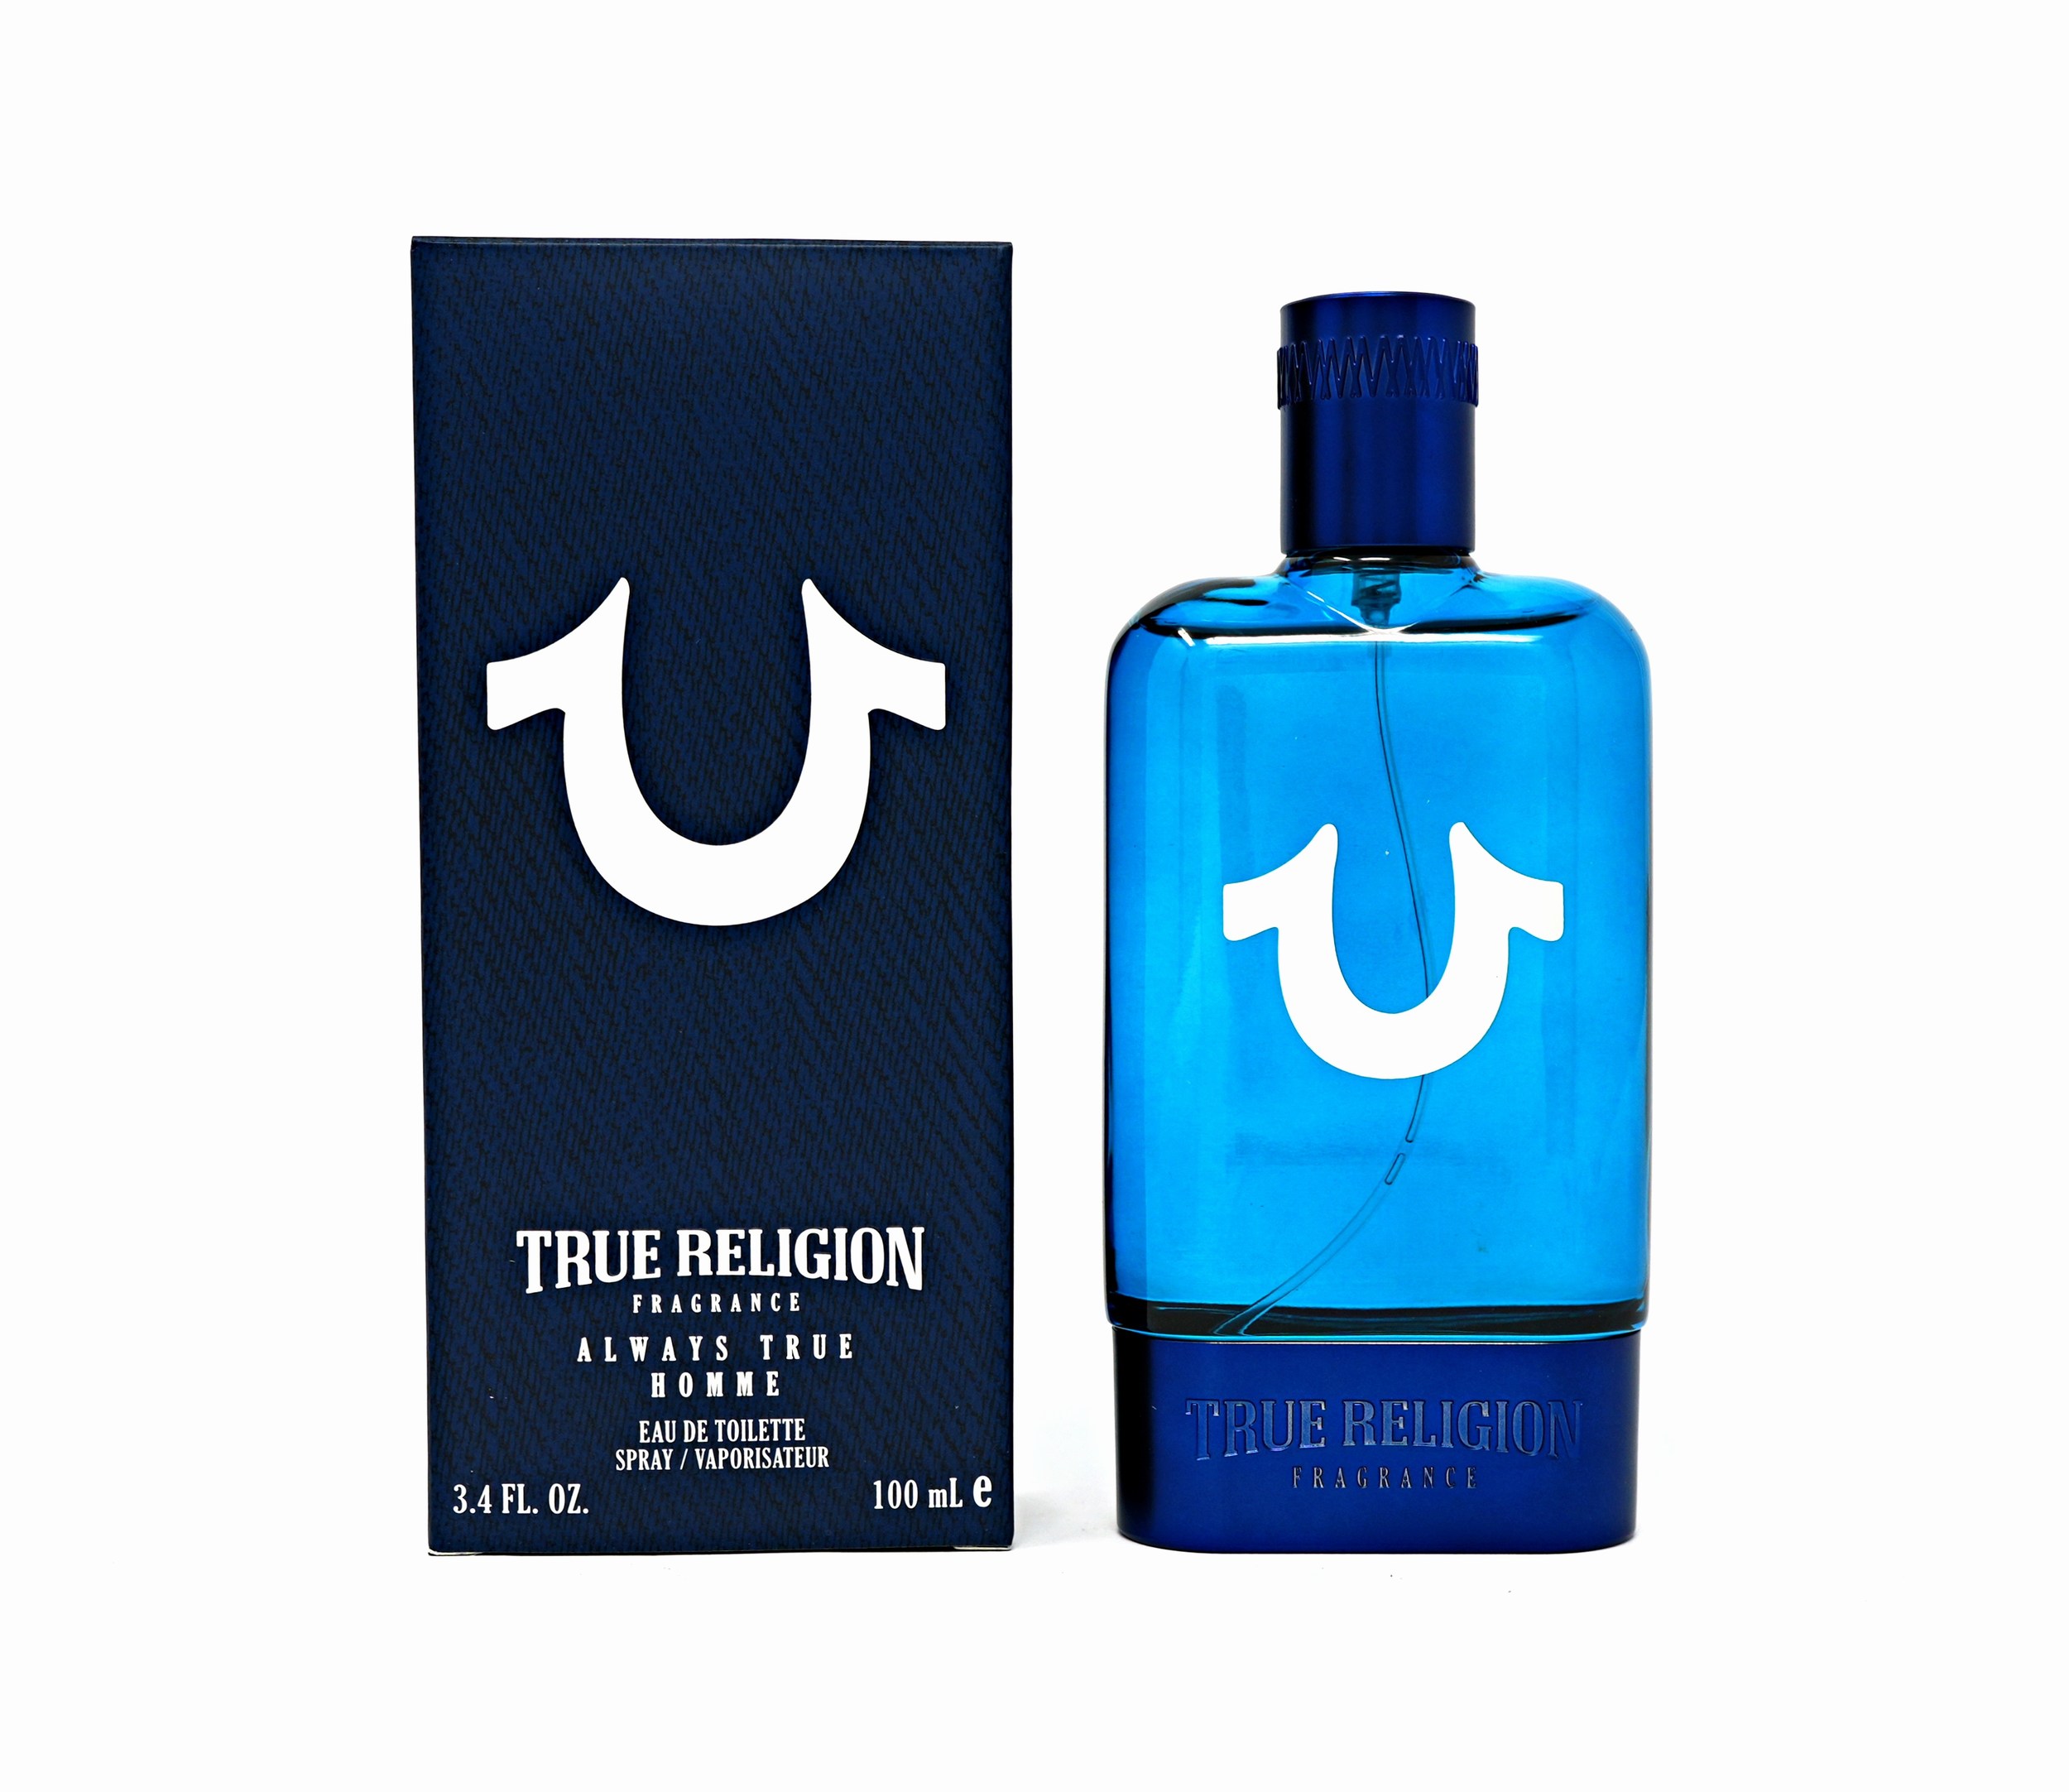 TRUE RELIGION
FRAGRANCE
ALWAYS TRUE
HOMME
EAU DE TOILETTE
SPRAY / VAPORISATEUR
3.4 FL. OZ.
100 mL e
TRUE RELIGION
FRAGRANCE